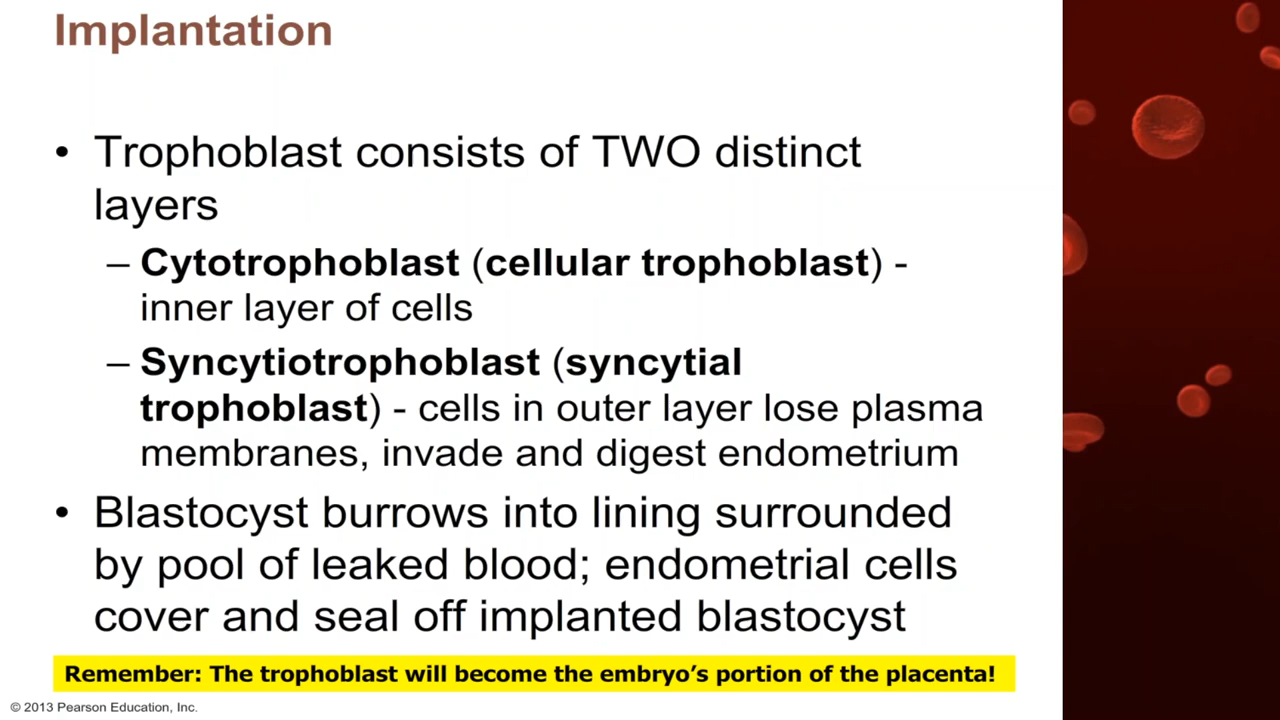 Implantation
• Trophoblast consists of TWO distinct
layers
– Cytotrophoblast (cellular trophoblast) -
inner layer of cells
– Syncytiotrophoblast (syncytial
trophoblast) - cells in outer layer lose plasma
membranes, invade and digest endometrium
• Blastocyst burrows into lining surrounded
by pool of leaked blood; endometrial cells
cover and seal off implanted blastocyst
Remember: The trophoblast will become the embryo’s portion of the placenta!
© 2013 Pearson Education, Inc.